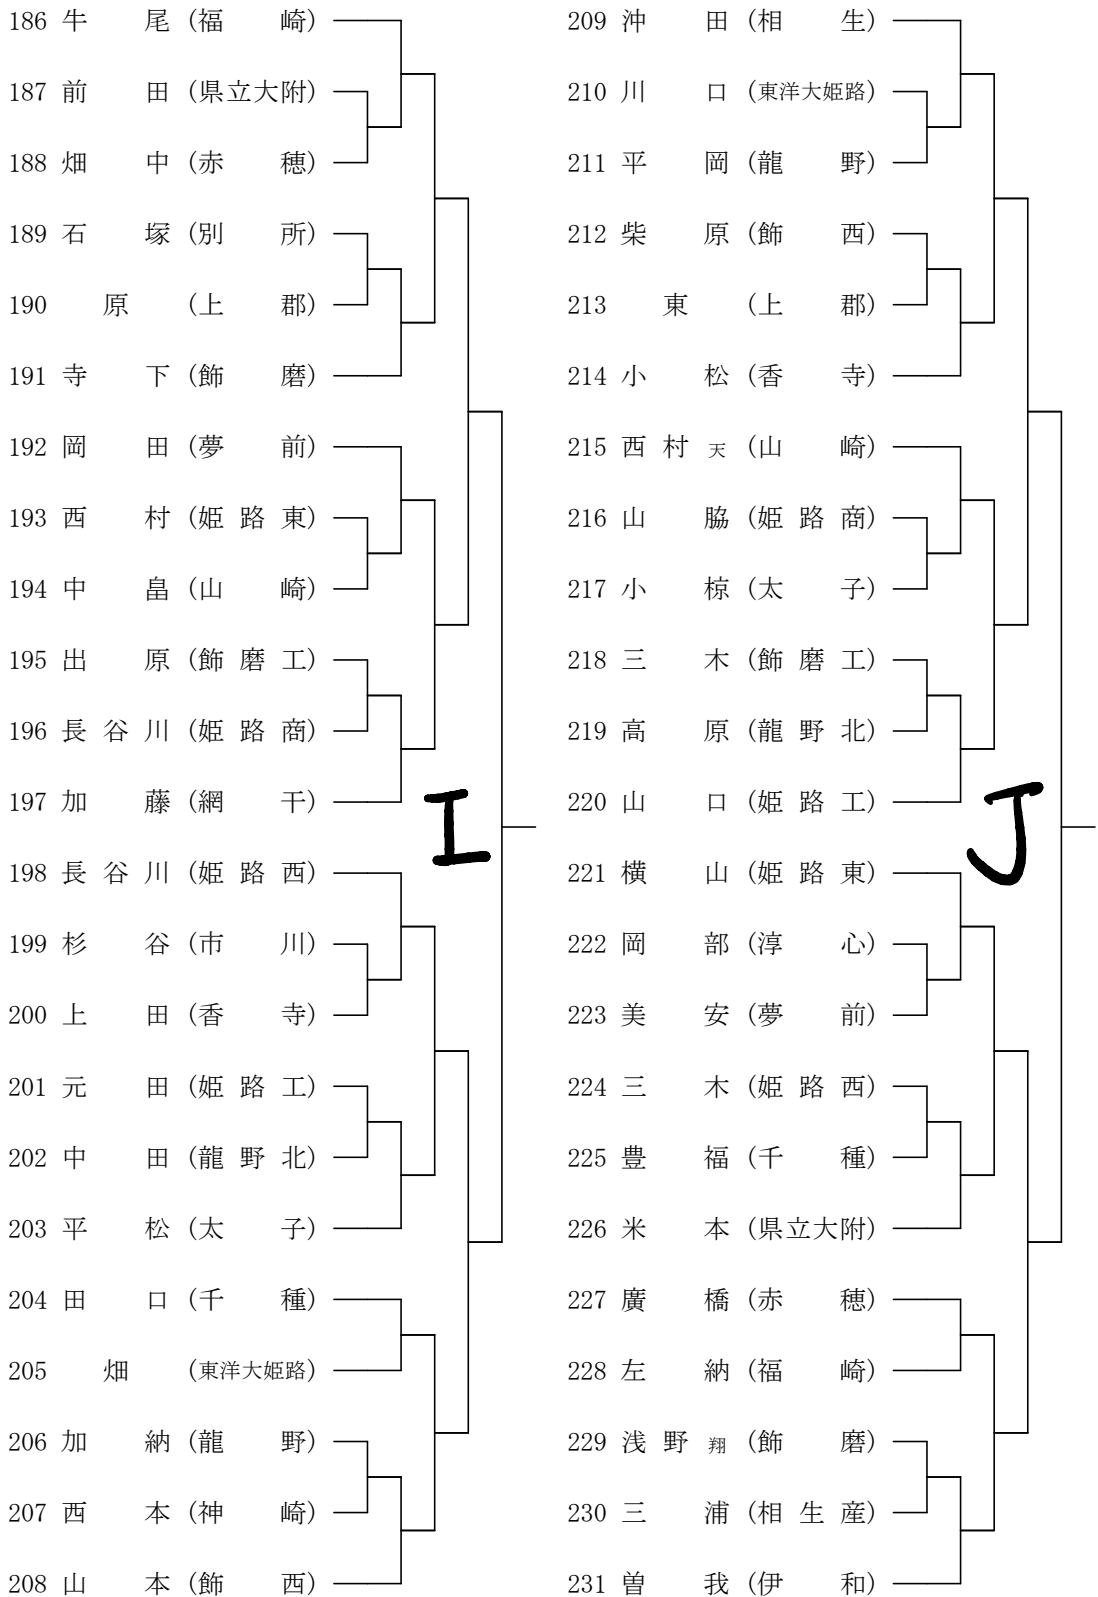 186 牛尾 (福崎)
187 前田 (県立大附)
188 畑中 (赤穂)
189 石塚 (別所)
190 原 (上郡)
191 寺下 (飾磨)
192 岡田 (夢前)
193 西村 (姫路東)
194 中畠 (山崎)
195 出原 (飾磨工)
196 長谷川 (姫路商)
197 加藤 (網干)
198 長谷川 (姫路西)
199 杉谷 (市川)
200 上田 (香寺)
201 元田 (姫路工)
202 中田 (龍野北)
203 平松 (太子)
204 田口 (千種)
205 畑 (東洋大姫路)
206 加納 (龍野)
207 西本 (神崎)
208 山本 (飾西)
I
209 沖田 (相生)
210 川口 (東洋大姫路)
211 平岡 (龍野)
212 柴原 (飾西)
213 東 (上郡)
214 小松 (香寺)
215 西村天 (山崎)
216 山脇 (姫路商)
217 小椋 (太子)
218 三木 (飾磨工)
219 高原 (龍野北)
220 山口 (姫路工)
221 横山 (姫路東)
222 岡部 (淳心)
223 美安 (夢前)
224 三木 (姫路西)
225 豊福 (千種)
226 米本 (県立大附)
227 廣橋 (赤穂)
228 左納 (福崎)
229 浅野翔 (飾磨)
230 三浦 (相生産)
231 曽我 (伊和)
J